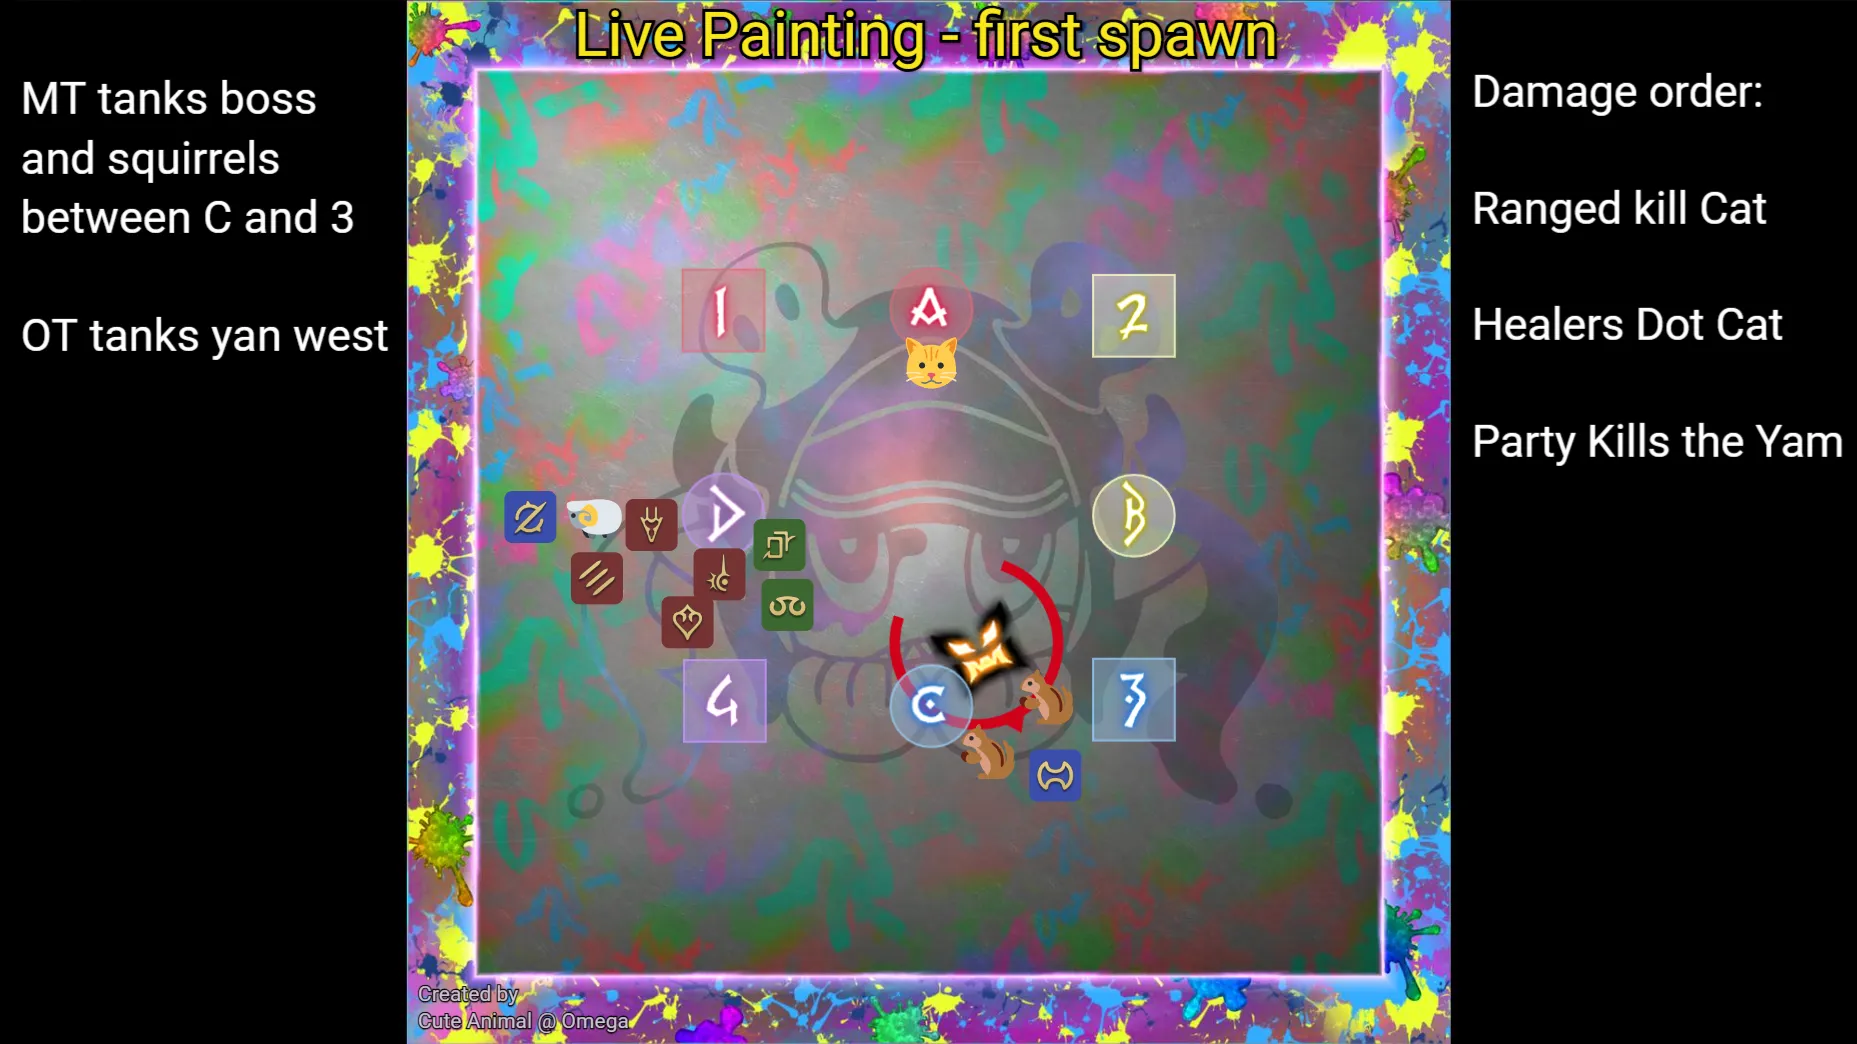 Live Painting - first spawn
MT tanks boss
and squirrels
between C and 3
OT tanks yan west
Damage order:
Ranged kill Cat
Healers Dot Cat
Party Kills the Yam
1
A
2
D
B
4
C
3
Created by
Cute Animal @ Omega